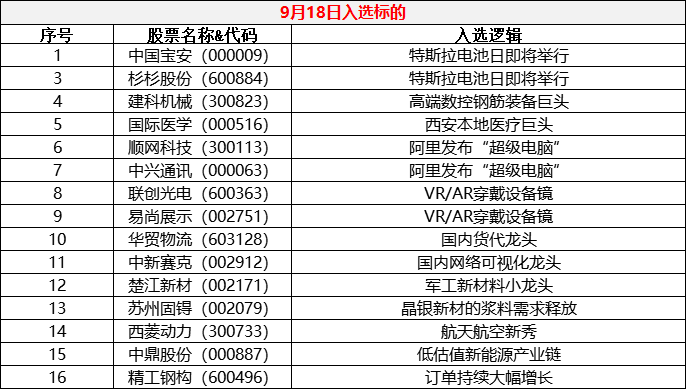 9月18日入选标的
序号 股票名称&代码 入选逻辑
1 中国宝安（000009） 特斯拉电池日即将举行
3 杉杉股份（600884） 特斯拉电池日即将举行
4 建科机械（300823） 高端数控钢筋装备巨头
5 国际医学（000516） 西安本地医疗巨头
6 顺网科技（300113） 阿里发布“超级电脑”
7 中兴通讯（000063） 阿里发布“超级电脑”
8 联创光电（600363） VR/AR穿戴设备镜
9 易尚展示（002751） VR/AR穿戴设备镜
10 华贸物流（603128） 国内货代龙头
11 中新赛克（002912） 国内网络可视化龙头
12 楚江新材（002171） 军工新材料小龙头
13 苏州固锝（002079） 晶银新材的浆料需求释放
14 西菱动力（300733） 航天航空新秀
15 中鼎股份（000887） 低估值新能源产业链
16 精工钢构（600496） 订单持续大幅增长